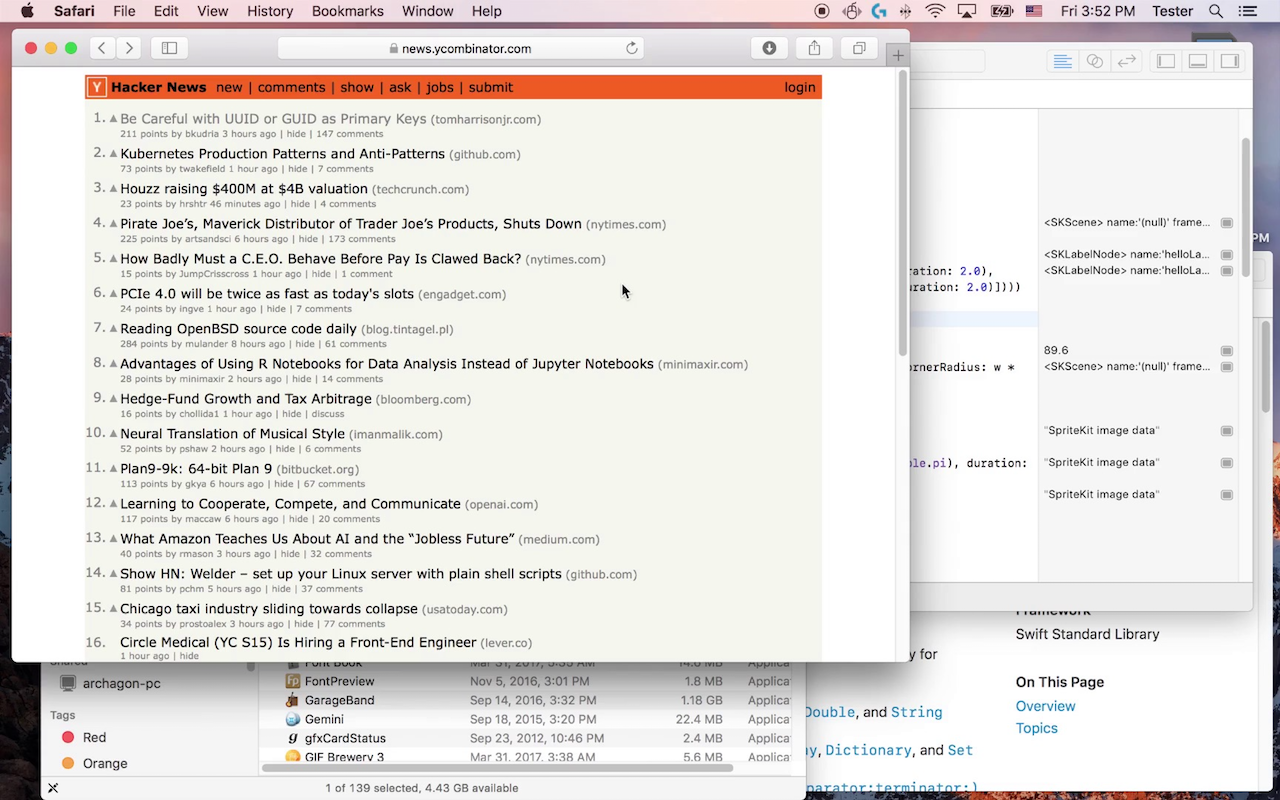 Safari File Edit View History Bookmarks Window Help Fri 3:52 PM Tester
news.ycombinator.com
Y Hacker News new | comments | show | ask | jobs | submit login
1. Be Careful with UUID or GUID as Primary Keys (tomharrisonjr.com)
211 points by bkudria 3 hours ago | hide | 147 comments
2. Kubernetes Production Patterns and Anti-Patterns (github.com)
73 points by twakefield 1 hour ago | hide | 7 comments
3. Houzz raising $400M at $4B valuation (techcrunch.com)
23 points by hrshtr 46 minutes ago | hide | 4 comments
4. Pirate Joe’s, Maverick Distributor of Trader Joe’s Products, Shuts Down (nytimes.com)
225 points by artsandsci 6 hours ago | hide | 173 comments
5. How Badly Must a C.E.O. Behave Before Pay Is Clawed Back? (nytimes.com)
15 points by JumpCrisscross 1 hour ago | hide | 1 comment
6. PCIe 4.0 will be twice as fast as today's slots (engadget.com)
24 points by ingve 1 hour ago | hide | 7 comments
7. Reading OpenBSD source code daily (blog.tintagel.pl)
284 points by mulander 8 hours ago | hide | 61 comments
8. Advantages of Using R Notebooks for Data Analysis Instead of Jupyter Notebooks (minimaxir.com)
28 points by minimaxir 2 hours ago | hide | 14 comments
9. Hedge-Fund Growth and Tax Arbitrage (bloomberg.com)
16 points by chollida1 1 hour ago | hide | discuss
10. Neural Translation of Musical Style (imanmalik.com)
52 points by pshaw 2 hours ago | hide | 6 comments
11. Plan9-9k: 64-bit Plan 9 (bitbucket.org)
113 points by gkya 6 hours ago | hide | 67 comments
12. Learning to Cooperate, Compete, and Communicate (openai.com)
117 points by maccaw 6 hours ago | hide | 20 comments
13. What Amazon Teaches Us About AI and the “Jobless Future” (medium.com)
40 points by rmason 3 hours ago | hide | 32 comments
14. Show HN: Welder – set up your Linux server with plain shell scripts (github.com)
81 points by pchm 5 hours ago | hide | 37 comments
15. Chicago taxi industry sliding towards collapse (usatoday.com)
34 points by prostoalex 3 hours ago | hide | 77 comments
16. Circle Medical (YC S15) Is Hiring a Front-End Engineer (lever.co)
1 hour ago | hide
<SKScene> name:'(null)' frame...
PM
<SKLabelNode> name:'helloLa...
ration: 2.0), <SKLabelNode> name:'helloLa...
uration: 2.0)])))
89.6
ornerRadius: w * <SKScene> name:'(null)' frame...
"SpriteKit image data"
ble.pi), duration: "SpriteKit image data"
"SpriteKit image data"
Framework
Swift Standard Library
y for
On This Page
Overview
Topics
Double, and String
y, Dictionary, and Set
parator:terminator:)
Shared
archagon-pc
Tags
Red
Orange
Font Book Mar 31, 2017, 3:35 AM 14.6 MB Applica
FontPreview Nov 5, 2016, 3:01 PM 1.8 MB Applica
GarageBand Sep 14, 2016, 3:32 PM 1.18 GB Applica
Gemini Sep 18, 2015, 3:20 PM 22.4 MB Applica
gfxCardStatus Sep 23, 2012, 10:46 PM 2.4 MB Applica
GIF Brewery 3 Mar 31, 2017, 3:38 AM 5.6 MB Applica
1 of 139 selected, 4.43 GB available